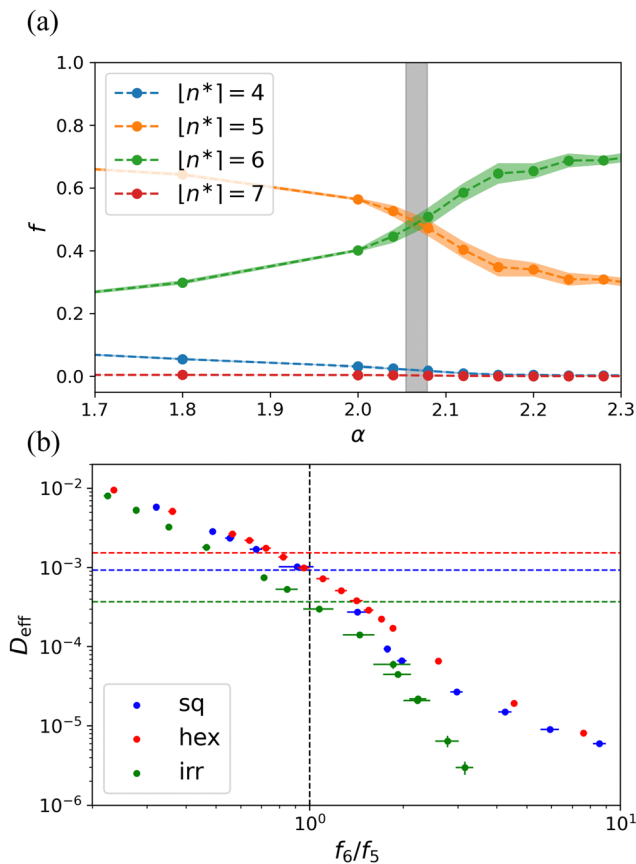 (a)
1.0
0.8
0.6
0.4
0.2
0.0
f
⌊n*⌉ = 4
⌊n*⌉ = 5
⌊n*⌉ = 6
⌊n*⌉ = 7
1.7 1.8 1.9 2.0 2.1 2.2 2.3
α
(b)
10⁻²
10⁻³
10⁻⁴
10⁻⁵
10⁻⁶
D_eff
sq
hex
irr
10⁰ 10¹
f₆/f₅